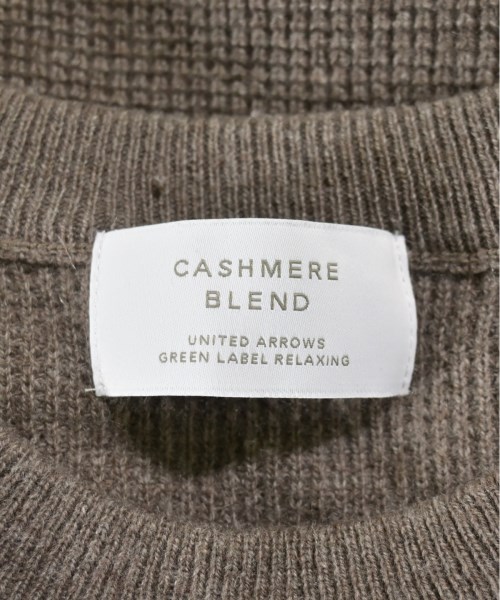 CASHMERE
BLEND
UNITED ARROWS
GREEN LABEL RELAXING